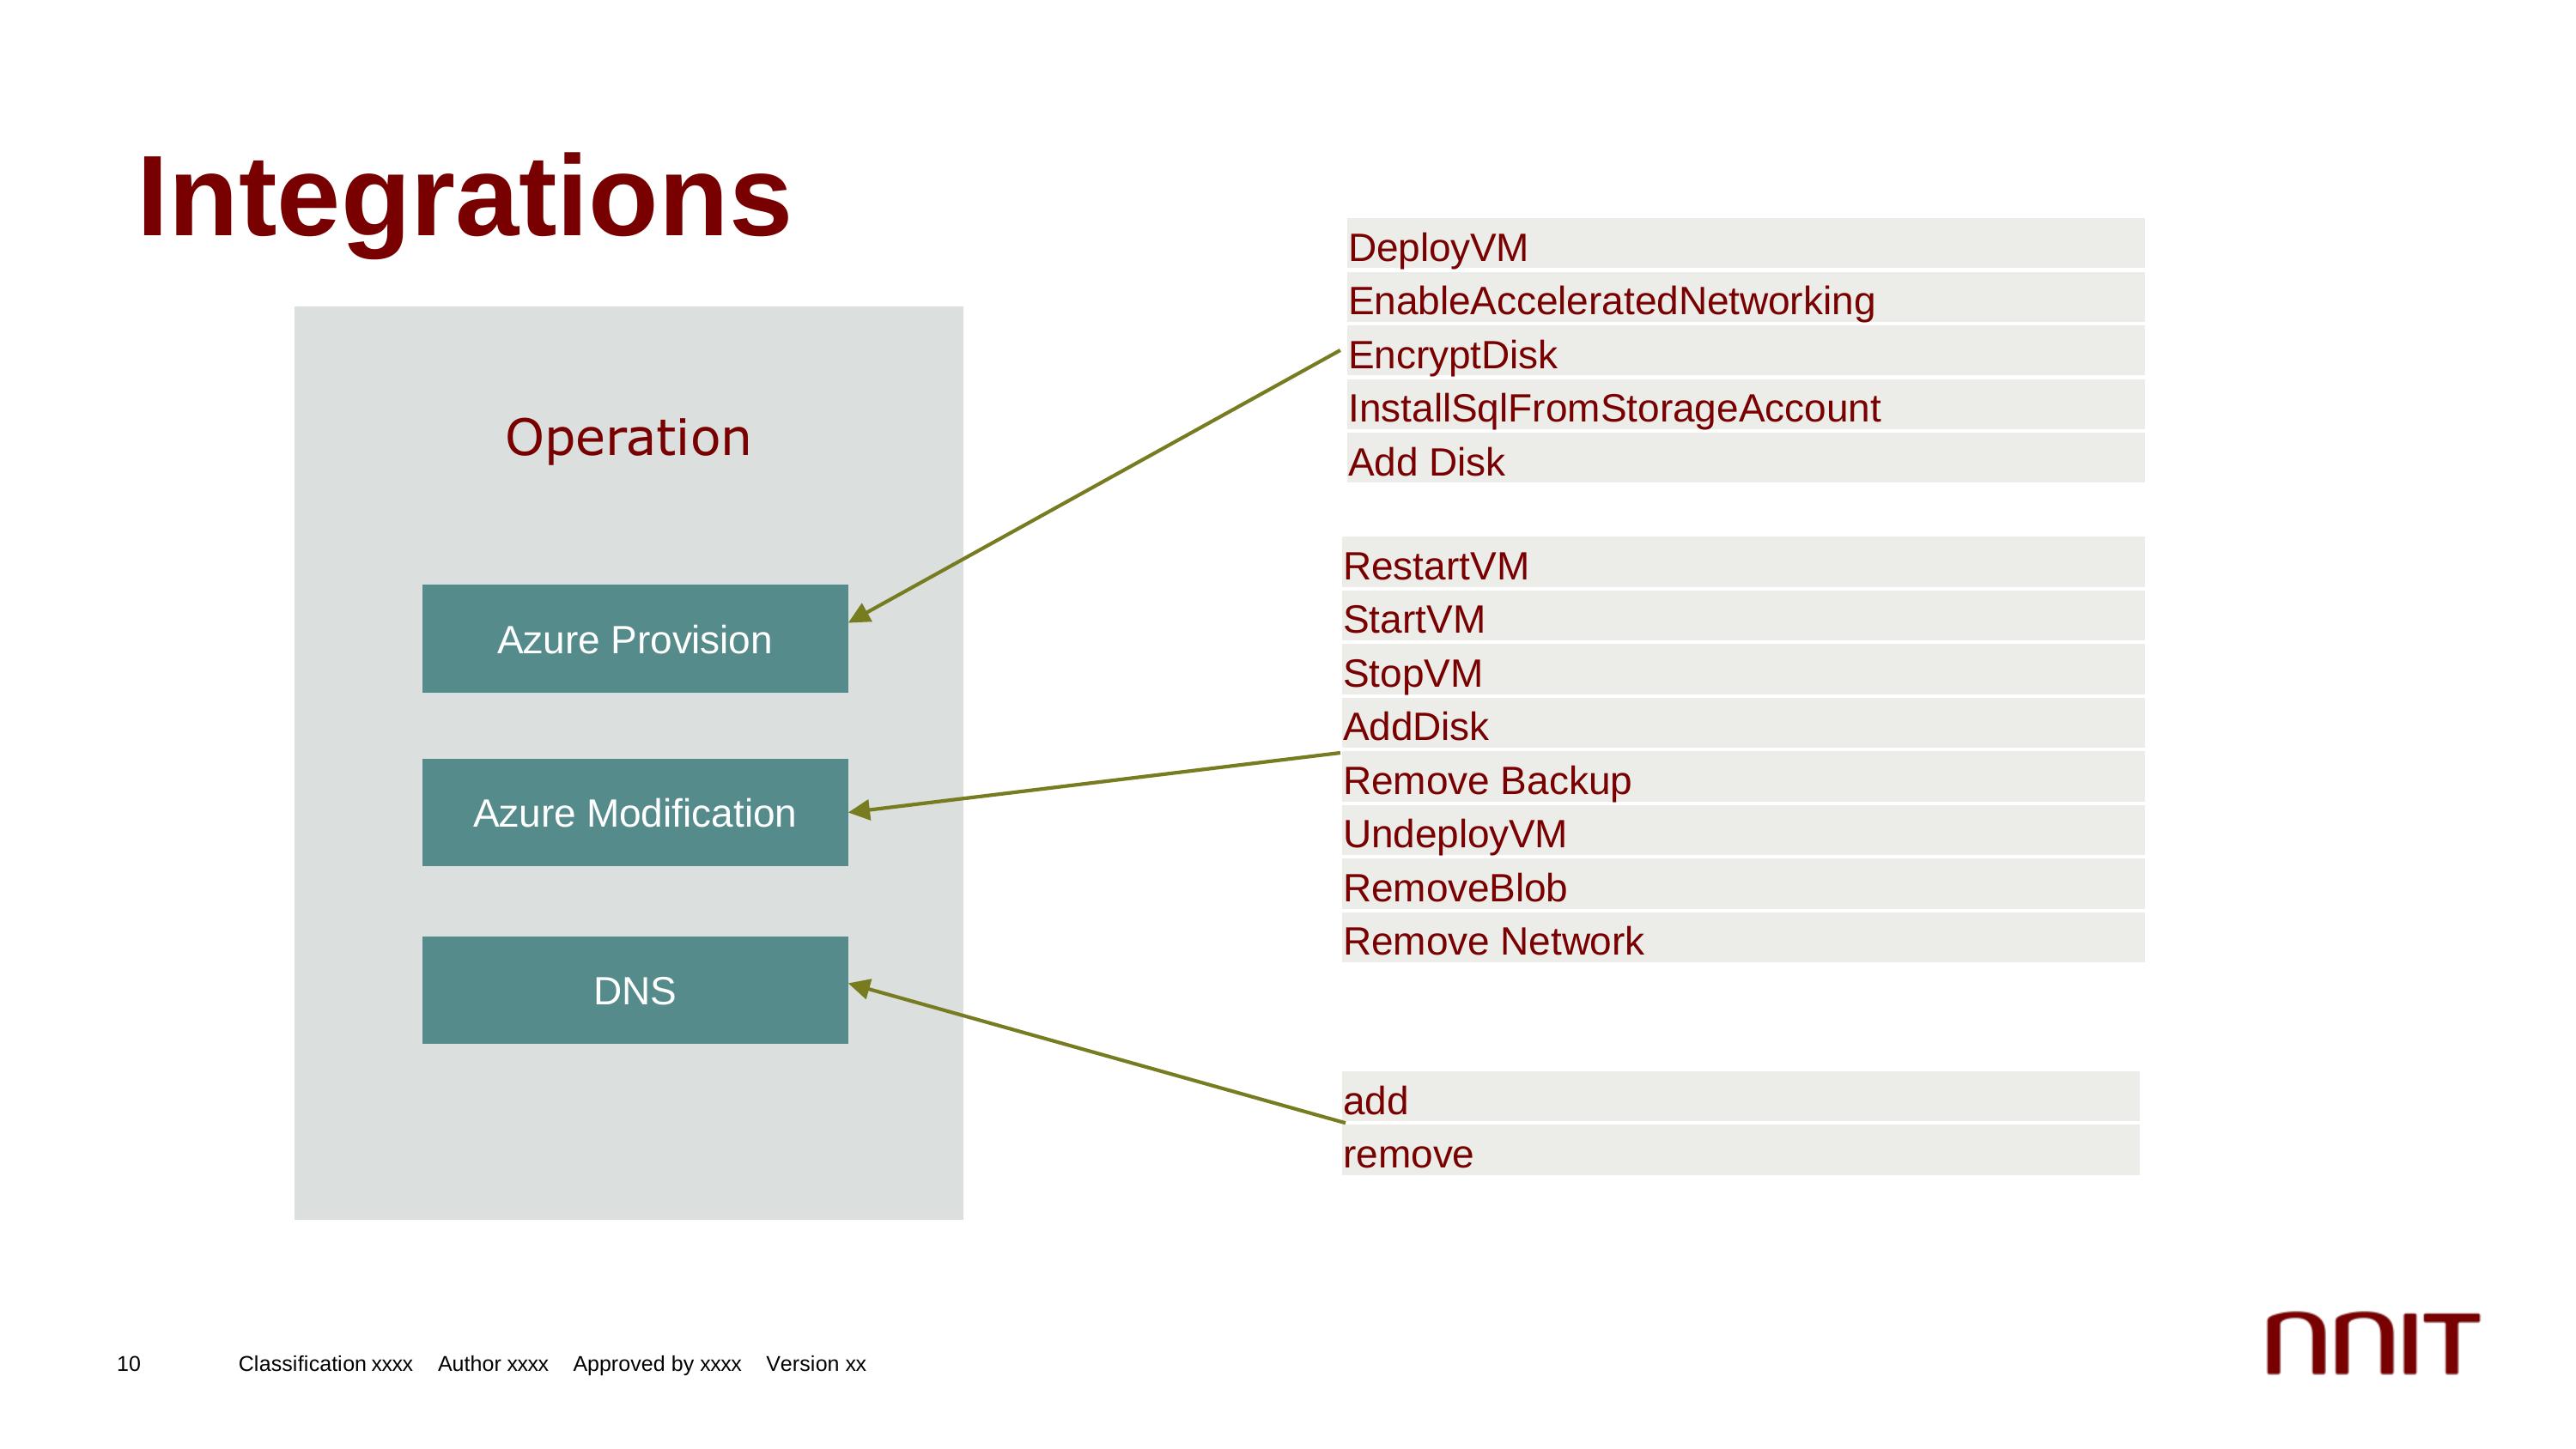 Integrations
Operation
Azure Provision
Azure Modification
DNS
DeployVM
EnableAcceleratedNetworking
EncryptDisk
InstallSqlFromStorageAccount
Add Disk
RestartVM
StartVM
StopVM
AddDisk
Remove Backup
UndeployVM
RemoveBlob
Remove Network
add
remove
10 Classification xxxx Author xxxx Approved by xxxx Version xx
nnIT